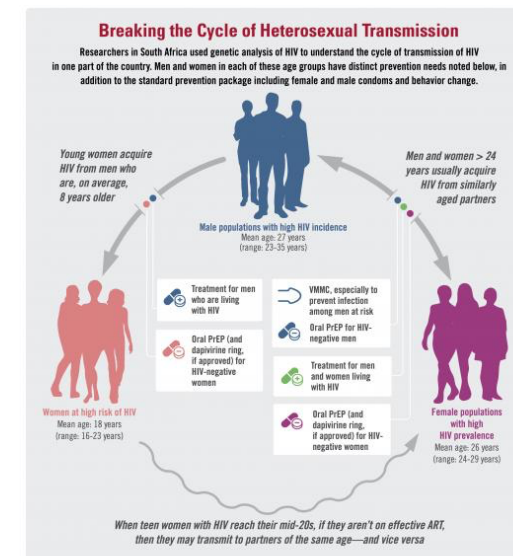 Breaking the Cycle of Heterosexual Transmission
Researchers in South Africa used genetic analysis of HIV to understand the cycle of transmission of HIV
in one part of the country. Men and women in each of these age groups have distinct prevention needs noted below, in
addition to the standard prevention package including female and male condoms and behavior change.
Young women acquire
HIV from men who
are, on average,
8 years older
Men and women > 24
years usually acquire
HIV from similarly
aged partners
Male populations with high HIV incidence
Mean age: 27 years
(range: 23-35 years)
Treatment for men
who are living
with HIV
Oral PrEP (and
dapivirine ring,
if approved) for
HIV-negative
women
VMMC, especially to
prevent infection
among men at risk
Oral PrEP for HIV-
negative men
Treatment for men
and women living
with HIV
Oral PrEP (and
dapivirine ring,
if approved) for HIV-
negative women
Women at high risk of HIV
Mean age: 18 years
(range: 16-23 years)
Female populations
with high
HIV prevalence
Mean age: 26 years
(range: 24-29 years)
When teen women with HIV reach their mid-20s, if they aren't on effective ART,
then they may transmit to partners of the same age—and vice versa